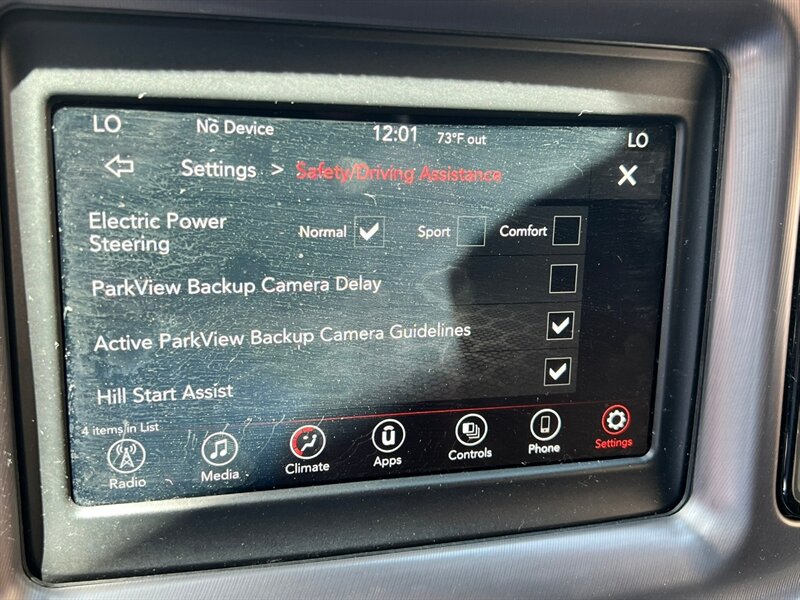 LO No Device 12:01 73°F out LO
Settings > Safety/Driving Assistance X
Electric Power
Steering
Normal Sport Comfort
ParkView Backup Camera Delay
Active ParkView Backup Camera Guidelines
Hill Start Assist
4 items in List
Radio Media Climate Apps Controls Phone Settings